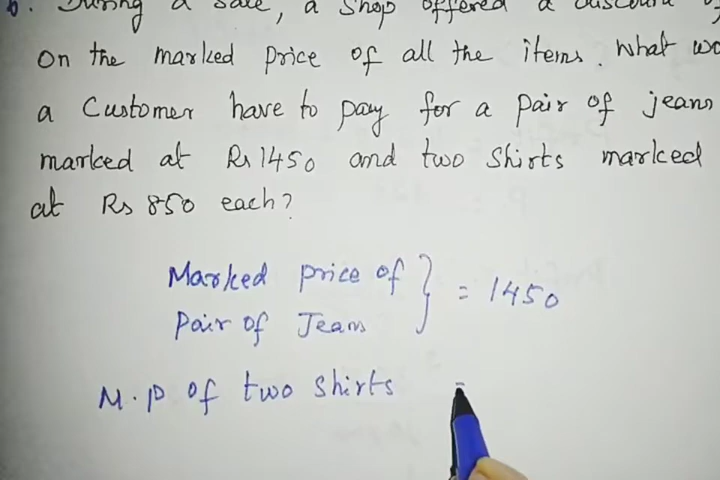 During a sale, a shop offered a discount
on the marked price of all the items. What
a customer have to pay for a pair of jeans
marked at Rs 1450 and two shirts marked
at Rs 850 each?
Marked price of
pair of Jeans } = 1450
M.P of two shirts =